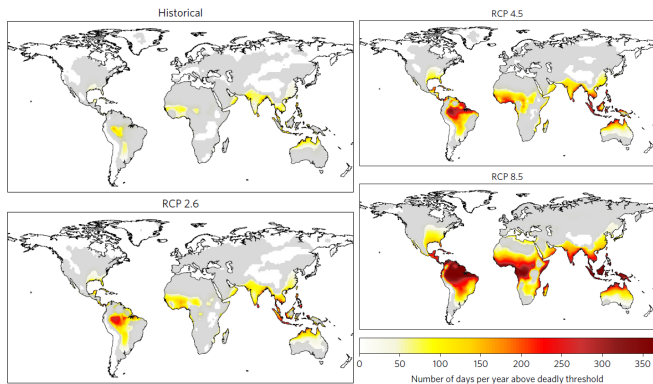 Historical
RCP 4.5
RCP 2.6
RCP 8.5
0 50 100 150 200 250 300 350
Number of days per year above deadly threshold